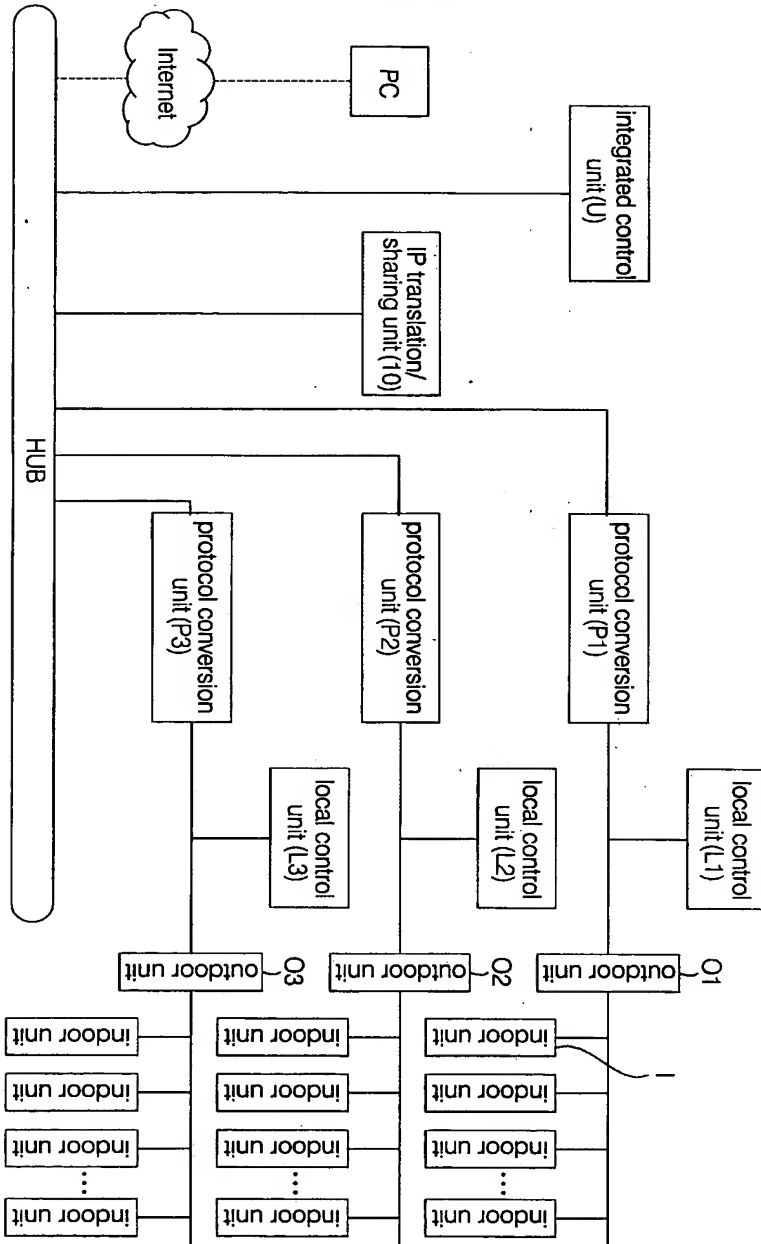 PC
Internet
integrated control
unit(U)
IP translation/
sharing unit(10)
HUB
protocol conversion
unit(P1)
protocol conversion
unit(P2)
protocol conversion
unit(P3)
local control
unit(L1)
local control
unit(L2)
local control
unit(L3)
O1
outdoor unit
O2
outdoor unit
O3
outdoor unit
I
indoor unit
indoor unit
indoor unit
...
indoor unit
indoor unit
indoor unit
indoor unit
...
indoor unit
indoor unit
indoor unit
indoor unit
...
indoor unit